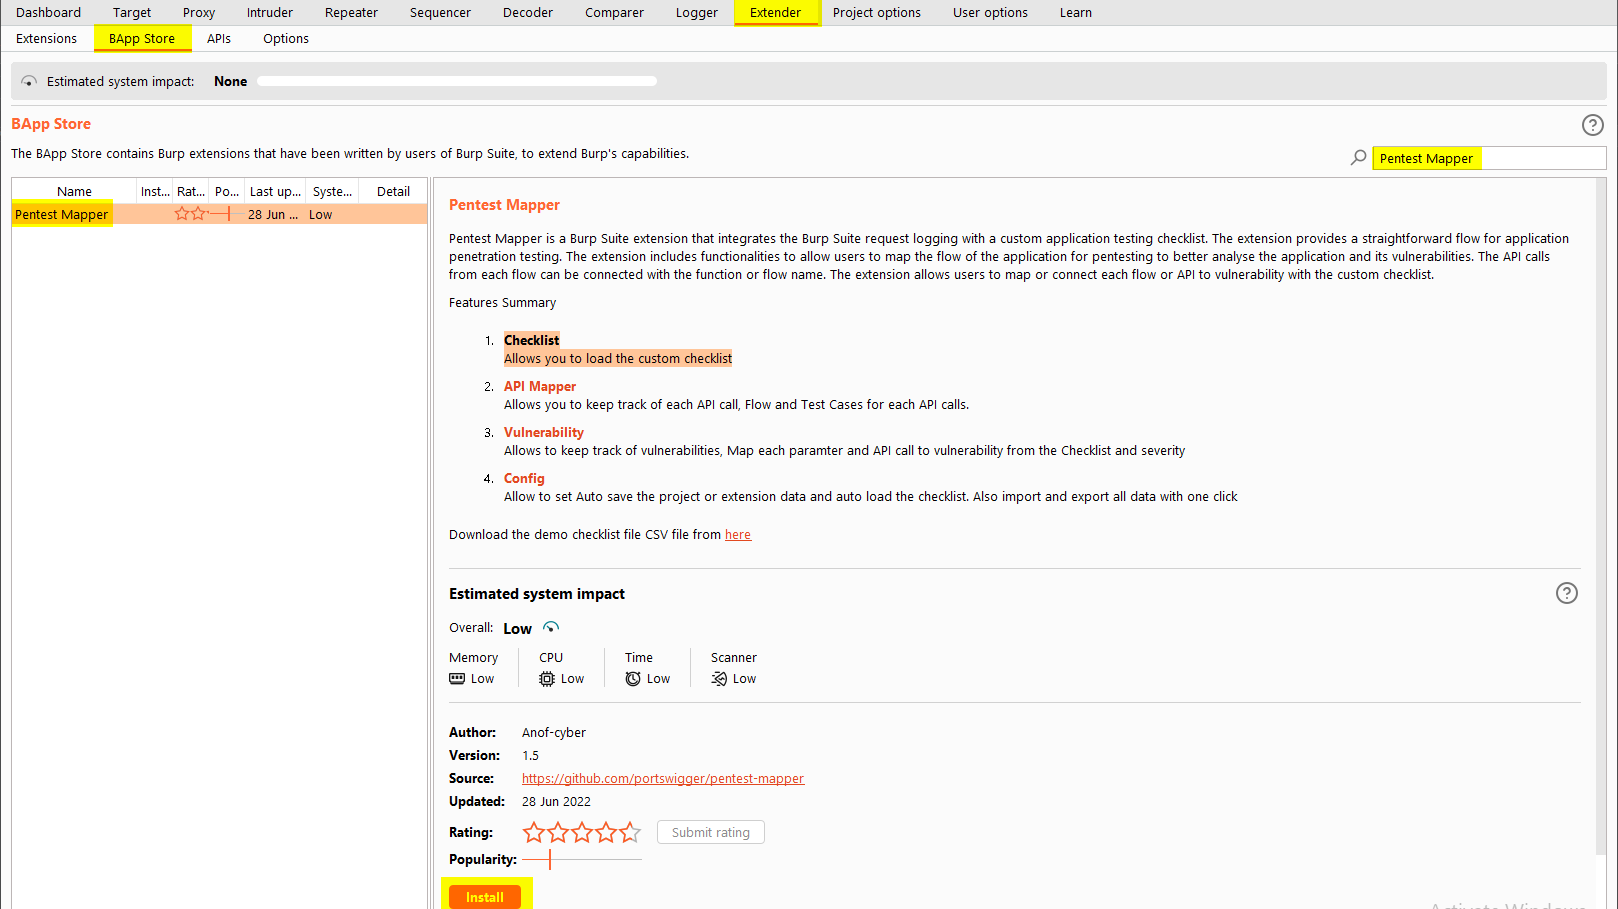 Dashboard Target Proxy Intruder Repeater Sequencer Decoder Comparer Logger Extender Project options User options Learn
Extensions BApp Store APIs Options
Estimated system impact: None
BApp Store
?
The BApp Store contains Burp extensions that have been written by users of Burp Suite, to extend Burp's capabilities.
Pentest Mapper
Name Inst... Rat... Po... Last up... Syste... Detail
Pentest Mapper 28 Jun ... Low
Pentest Mapper
Pentest Mapper is a Burp Suite extension that integrates the Burp Suite request logging with a custom application testing checklist. The extension provides a straightforward flow for application
penetration testing. The extension includes functionalities to allow users to map the flow of the application for pentesting to better analyse the application and its vulnerabilities. The API calls
from each flow can be connected with the function or flow name. The extension allows users to map or connect each flow or API to vulnerability with the custom checklist.
Features Summary
1. Checklist
Allows you to load the custom checklist
2. API Mapper
Allows you to keep track of each API call, Flow and Test Cases for each API calls.
3. Vulnerability
Allows to keep track of vulnerabilities, Map each paramter and API call to vulnerability from the Checklist and severity
4. Config
Allow to set Auto save the project or extension data and auto load the checklist. Also import and export all data with one click
Download the demo checklist file CSV file from here
Estimated system impact
?
Overall: Low
Memory CPU Time Scanner
Low Low Low Low
Author: Anof-cyber
Version: 1.5
Source: https://github.com/portswigger/pentest-mapper
Updated: 28 Jun 2022
Rating: Submit rating
Popularity:
Install
Activate Windows